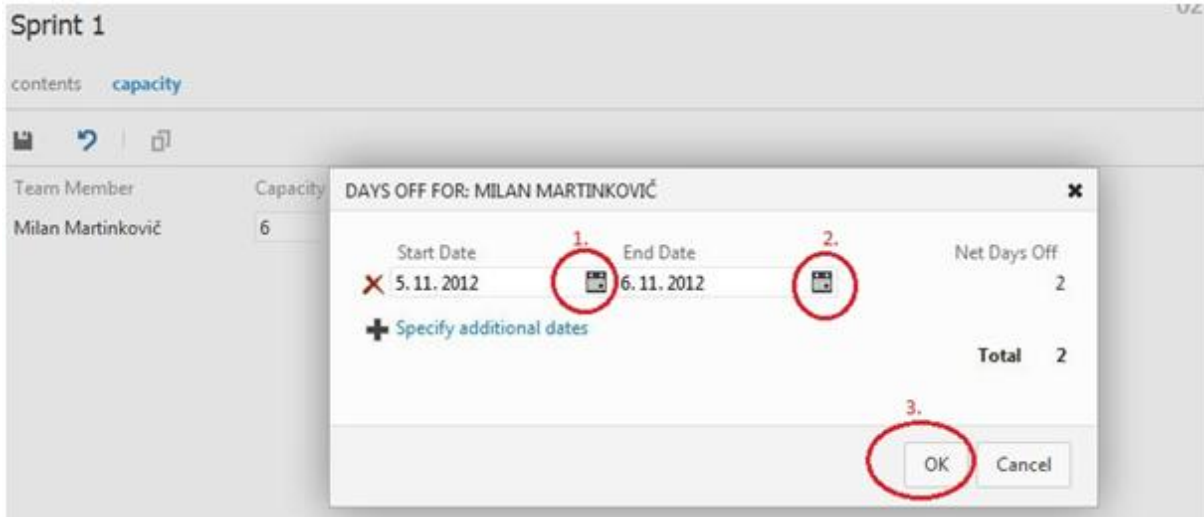 Sprint 1
contents capacity
Team Member Capacity
Milan Martinkovič 6
DAYS OFF FOR: MILAN MARTINKOVIČ
1. 2.
Start Date End Date Net Days Off
5. 11. 2012 6. 11. 2012 2
Specify additional dates
Total 2
3.
OK Cancel